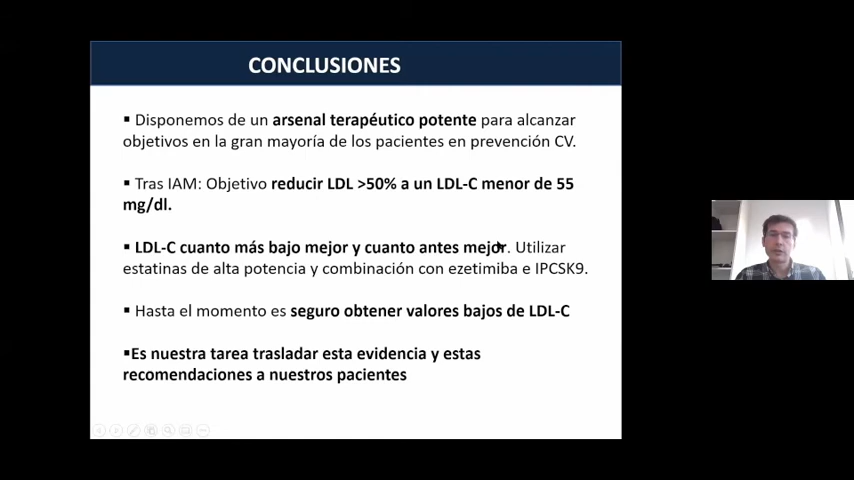 CONCLUSIONES
▪ Disponemos de un arsenal terapéutico potente para alcanzar
objetivos en la gran mayoría de los pacientes en prevención CV.
▪ Tras IAM: Objetivo reducir LDL >50% a un LDL-C menor de 55
mg/dl.
▪ LDL-C cuanto más bajo mejor y cuanto antes mejor. Utilizar
estatinas de alta potencia y combinación con ezetimiba e IPCSK9.
▪ Hasta el momento es seguro obtener valores bajos de LDL-C
▪Es nuestra tarea trasladar esta evidencia y estas
recomendaciones a nuestros pacientes